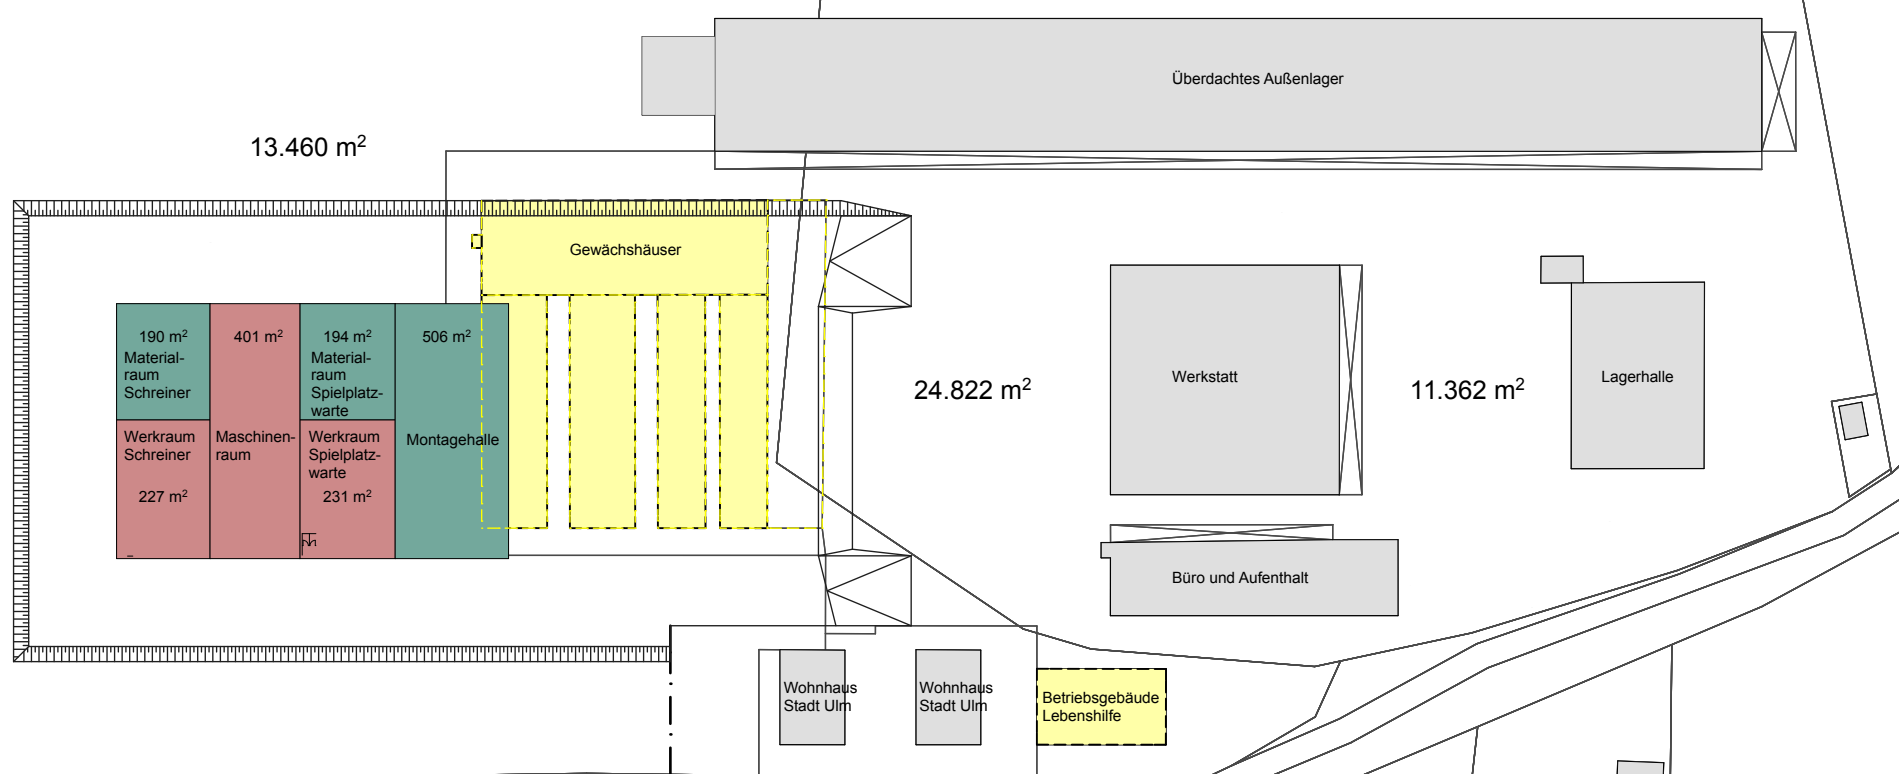 Überdachtes Außenlager
13.460 m²
Gewächshäuser
190 m²
Material-
raum
Schreiner
401 m²
194 m²
Material-
raum
Spielplatz-
warte
506 m²
Werkraum
Schreiner
227 m²
Maschinen-
raum
Werkraum
Spielplatz-
warte
231 m²
Montagehalle
24.822 m²
Werkstatt
11.362 m²
Lagerhalle
Büro und Aufenthalt
Wohnhaus
Stadt Ulm
Wohnhaus
Stadt Ulm
Betriebsgebäude
Lebenshilfe